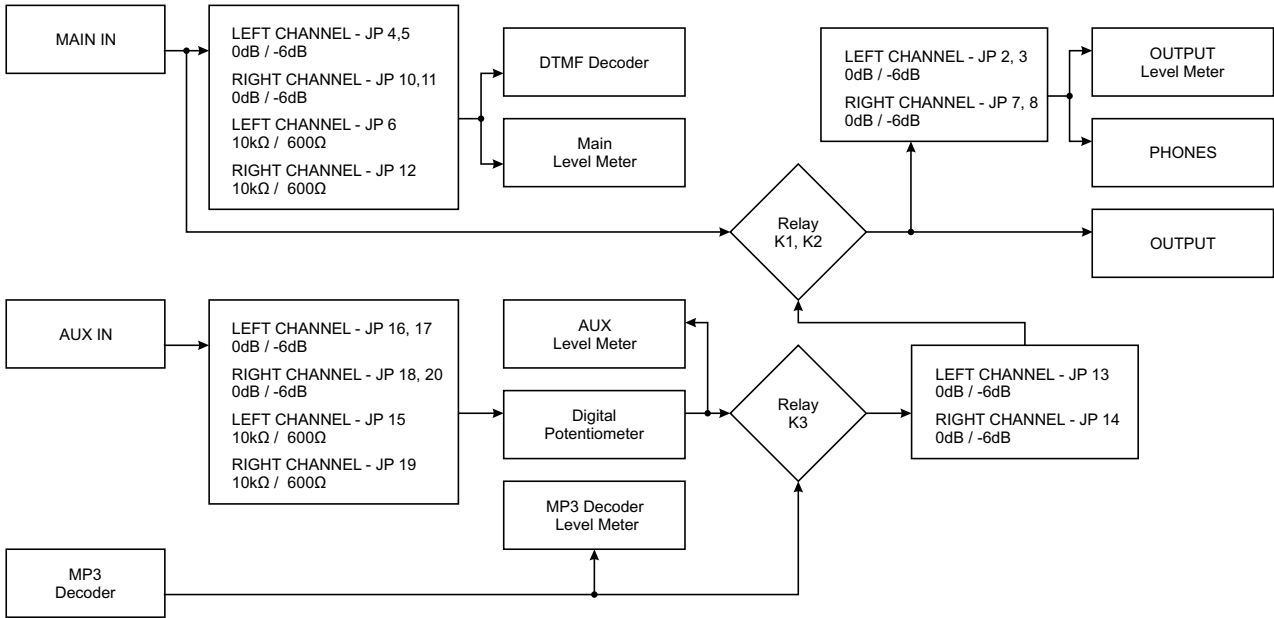 MAIN IN
LEFT CHANNEL - JP 4,5
0dB / -6dB
RIGHT CHANNEL - JP 10,11
0dB / -6dB
LEFT CHANNEL - JP 6
10kΩ / 600Ω
RIGHT CHANNEL - JP 12
10kΩ / 600Ω
DTMF Decoder
Main
Level Meter
LEFT CHANNEL - JP 2, 3
0dB / -6dB
RIGHT CHANNEL - JP 7, 8
0dB / -6dB
OUTPUT
Level Meter
PHONES
Relay
K1, K2
OUTPUT
AUX IN
LEFT CHANNEL - JP 16, 17
0dB / -6dB
RIGHT CHANNEL - JP 18, 20
0dB / -6dB
LEFT CHANNEL - JP 15
10kΩ / 600Ω
RIGHT CHANNEL - JP 19
10kΩ / 600Ω
AUX
Level Meter
Digital
Potentiometer
Relay
K3
LEFT CHANNEL - JP 13
0dB / -6dB
RIGHT CHANNEL - JP 14
0dB / -6dB
MP3 Decoder
Level Meter
MP3
Decoder